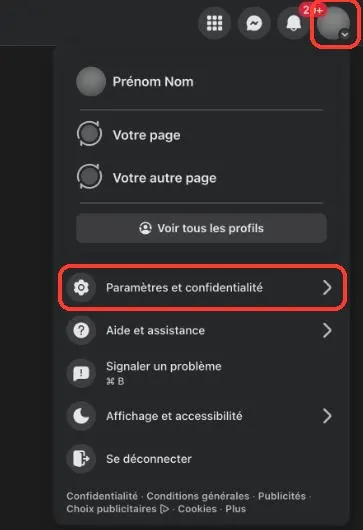 2
9+
Prénom Nom
Votre page
Votre autre page
Voir tous les profils
Paramètres et confidentialité
Aide et assistance
Signaler un problème
⌘ B
Affichage et accessibilité
Se déconnecter
Confidentialité · Conditions générales · Publicités ·
Choix publicitaires · Cookies · Plus